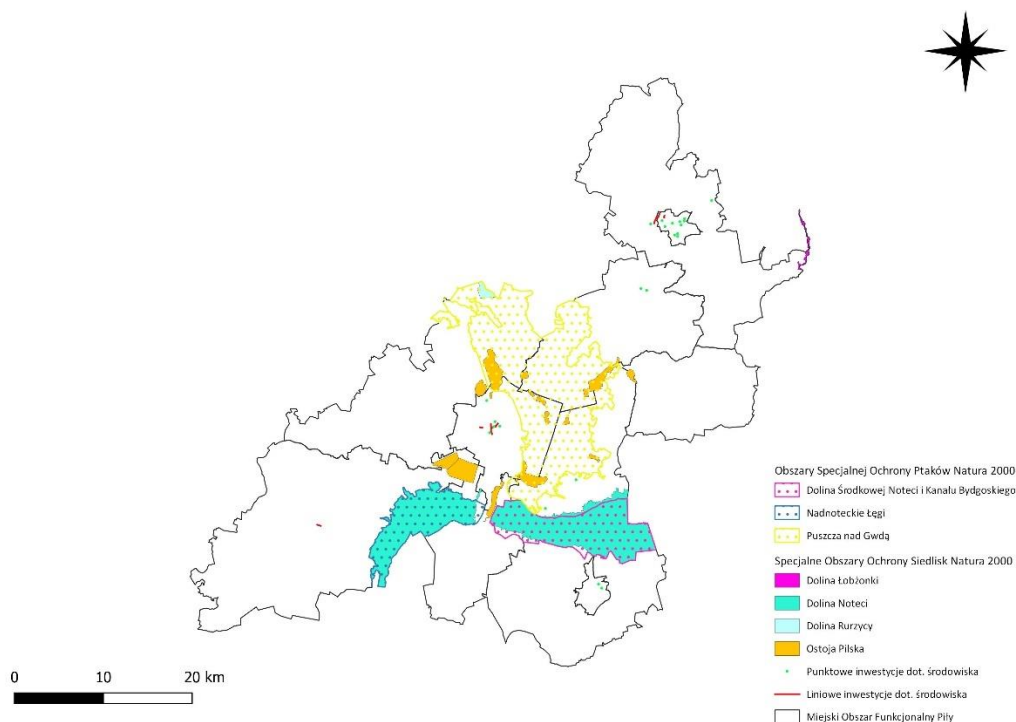 Obszary Specjalnej Ochrony Ptaków Natura 2000
Dolina Środkowej Noteci i Kanału Bydgoskiego
Nadnoteckie Łęgi
Puszcza nad Gwdą
Specjalne Obszary Ochrony Siedlisk Natura 2000
Dolina Łobżonki
Dolina Noteci
Dolina Rurzycy
Ostoja Pilska
Punktowe inwestycje dot. środowiska
Liniowe inwestycje dot. środowiska
Miejski Obszar Funkcjonalny Piły
0 10 20 km